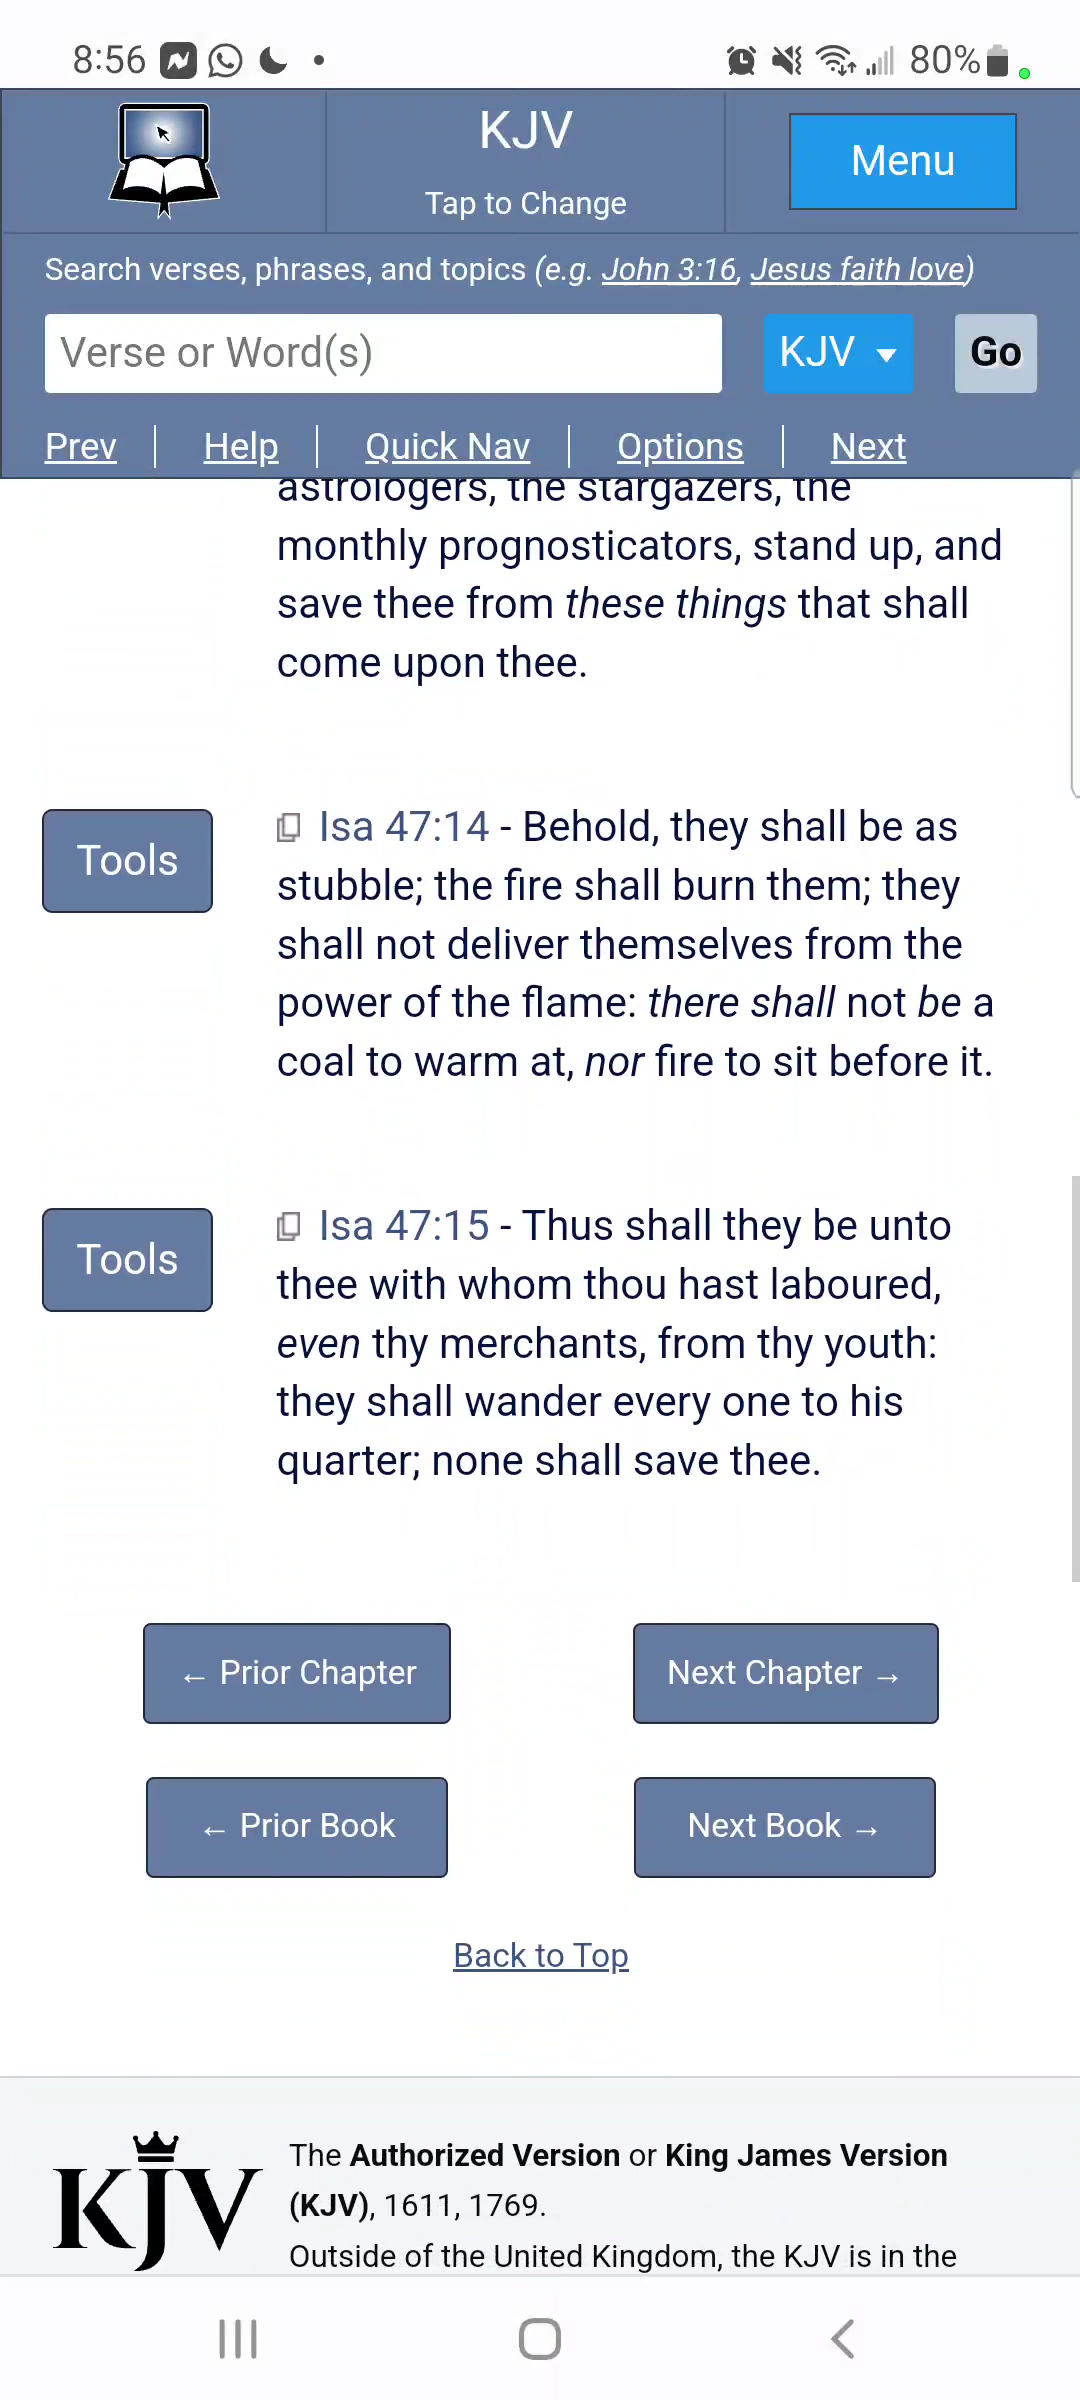 8:56 80%
KJV
Tap to Change
Menu
Search verses, phrases, and topics (e.g. John 3:16, Jesus faith love)
Verse or Word(s) KJV Go
Prev Help Quick Nav Options Next
astrologers, the stargazers, the
monthly prognosticators, stand up, and
save thee from these things that shall
come upon thee.
Tools
Isa 47:14 - Behold, they shall be as
stubble; the fire shall burn them; they
shall not deliver themselves from the
power of the flame: there shall not be a
coal to warm at, nor fire to sit before it.
Tools
Isa 47:15 - Thus shall they be unto
thee with whom thou hast laboured,
even thy merchants, from thy youth:
they shall wander every one to his
quarter; none shall save thee.
← Prior Chapter Next Chapter →
← Prior Book Next Book →
Back to Top
KJV
The Authorized Version or King James Version
(KJV), 1611, 1769.
Outside of the United Kingdom, the KJV is in the